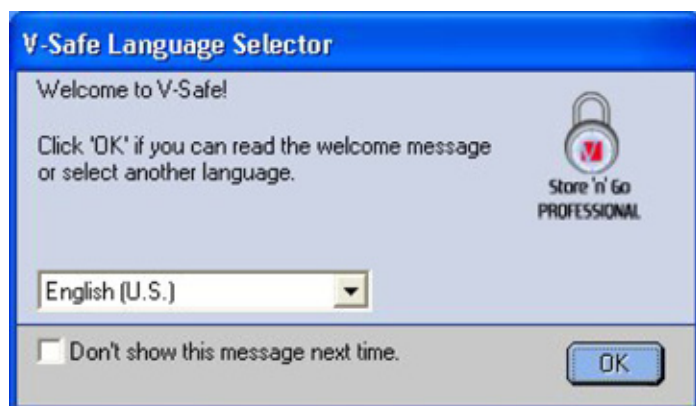 V-Safe Language Selector
Welcome to V-Safe!
Click 'OK' if you can read the welcome message
or select another language.
V
Store 'n' Go
PROFESSIONAL
English (U.S.)
Don't show this message next time.
OK